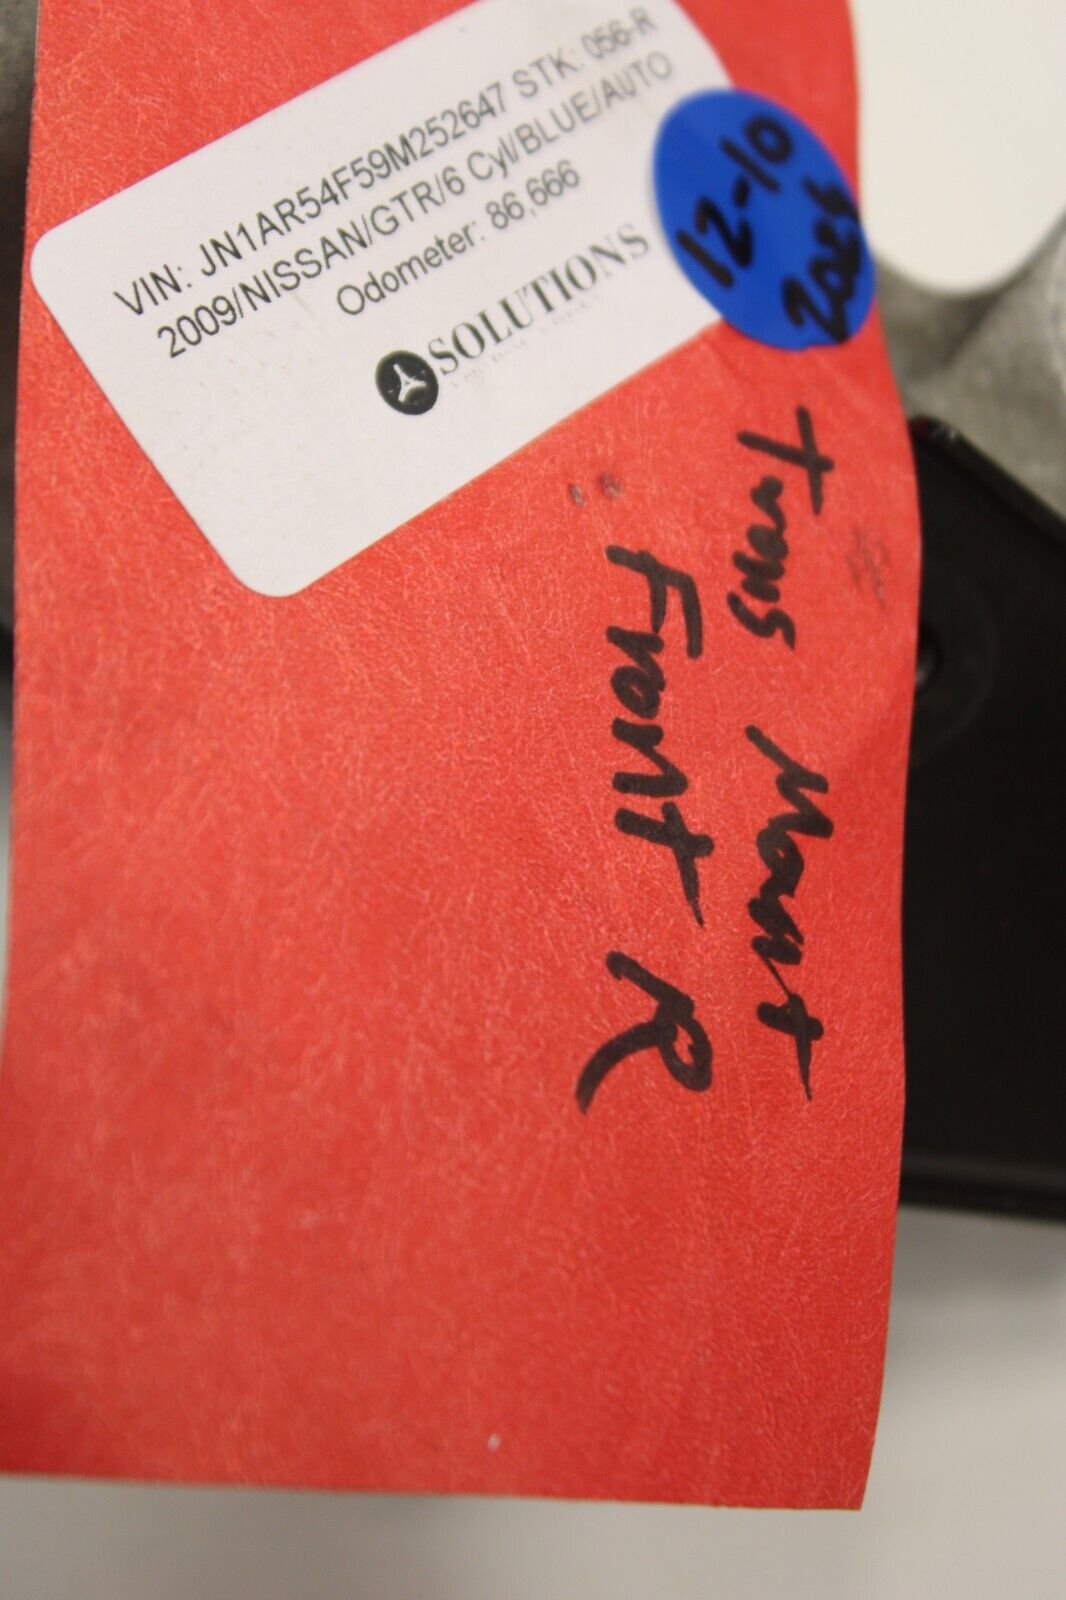 VIN: JN1AR54F59M252647 STK: 056-R
2009/NISSAN/GTR/6 Cyl/BLUE/AUTO
Odometer: 86,666
SOLUTIONS
12-10
2025
Trans Mount
Front R